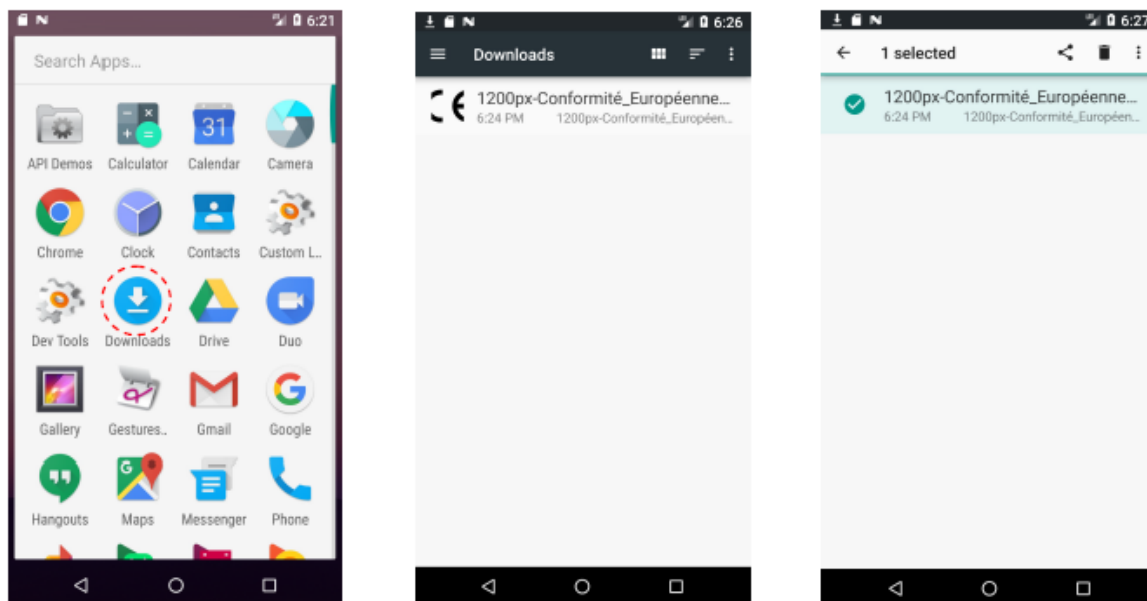 6:21
Search Apps...
API Demos Calculator Calendar Camera
31
Chrome Clock Contacts Custom L..
Dev Tools Downloads Drive Duo
Gallery Gestures.. Gmail Google
Hangouts Maps Messenger Phone
6:26
Downloads
1200px-Conformité_Européenne...
6:24 PM 1200px-Conformité_Européen...
6:27
1 selected
1200px-Conformité_Européenne...
6:24 PM 1200px-Conformité_Européen...